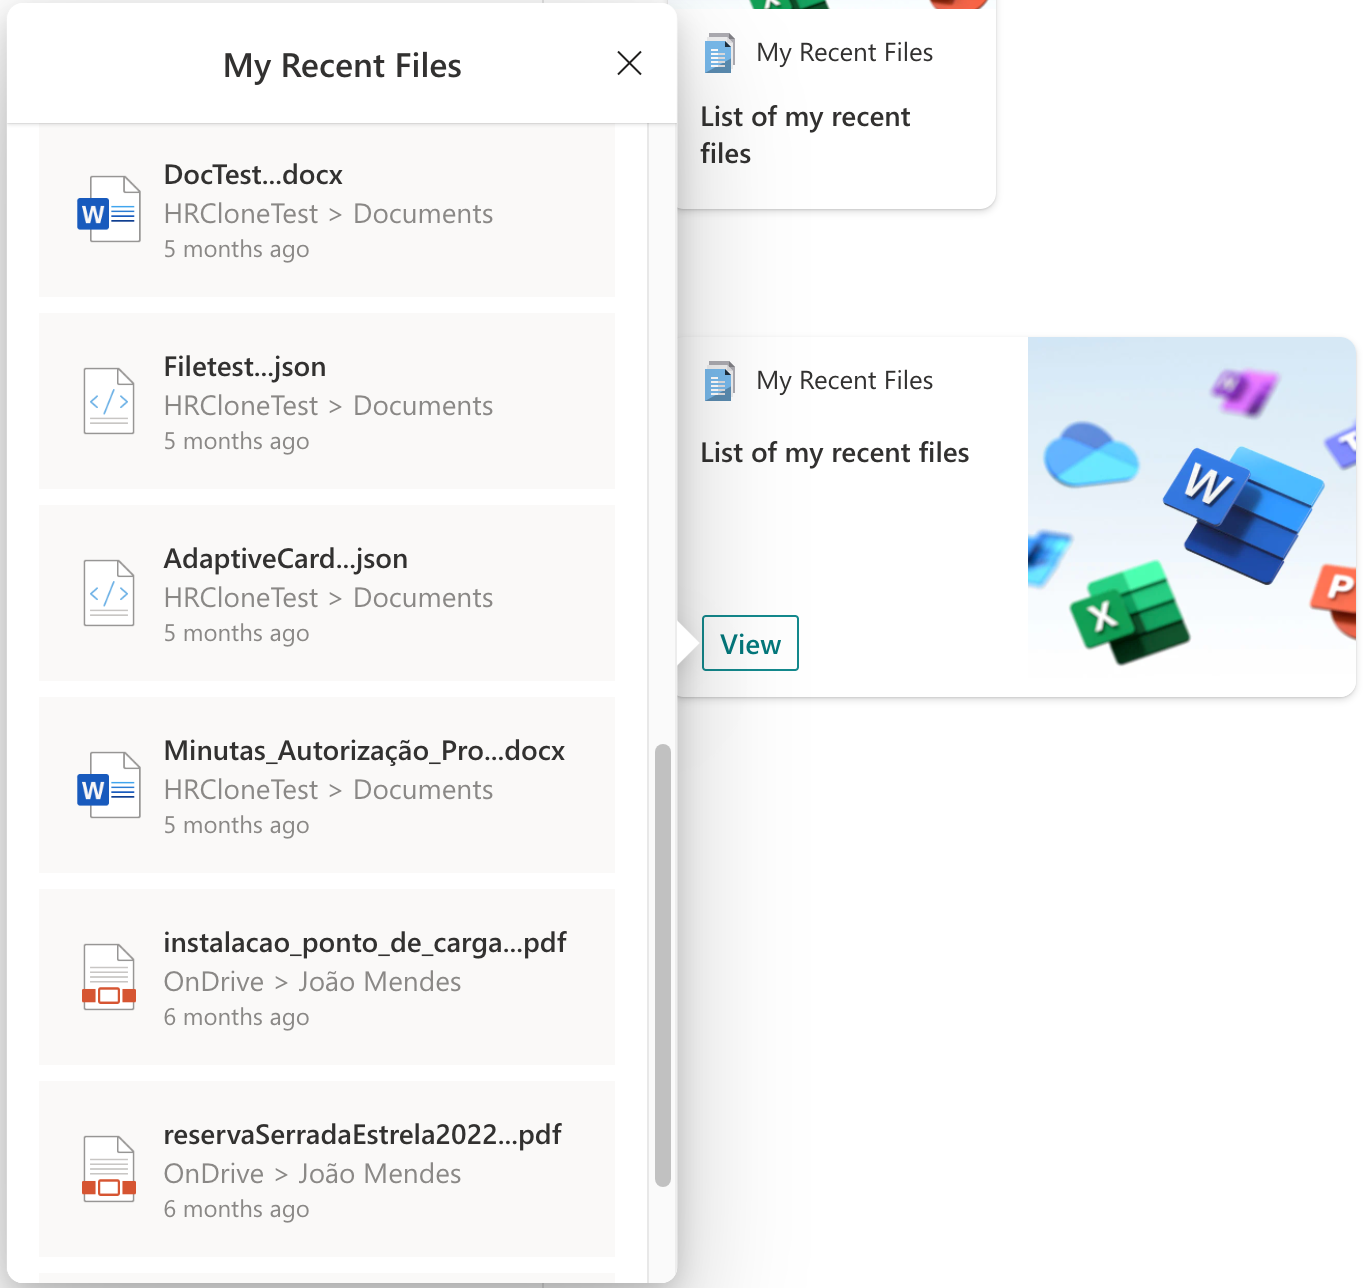 My Recent Files
DocTest...docx
HRCloneTest > Documents
5 months ago
Filetest...json
HRCloneTest > Documents
5 months ago
AdaptiveCard...json
HRCloneTest > Documents
5 months ago
Minutas_Autorização_Pro...docx
HRCloneTest > Documents
5 months ago
instalacao_ponto_de_carga...pdf
OnDrive > João Mendes
6 months ago
reservaSerradaEstrela2022...pdf
OnDrive > João Mendes
6 months ago
My Recent Files
List of my recent
files
My Recent Files
List of my recent files
View